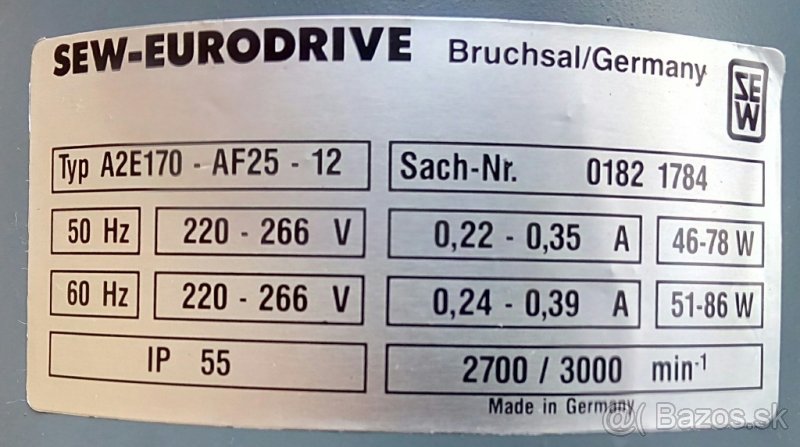 SEW-EURODRIVE Bruchsal/Germany SEW
Typ A2E170 - AF25 - 12 Sach-Nr. 0182 1784
50 Hz 220 - 266 V 0,22 - 0,35 A 46-78 W
60 Hz 220 - 266 V 0,24 - 0,39 A 51-86 W
IP 55 2700 / 3000 min-1
Made in Germany
Bazos.sk